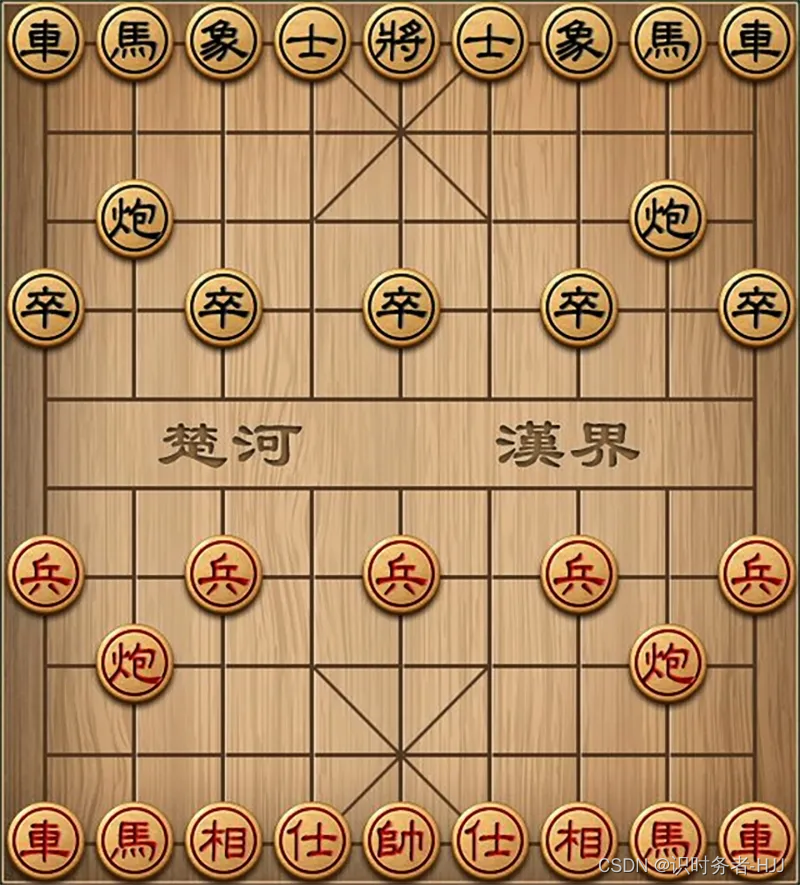 車馬象士將士象馬車
炮 炮
卒 卒 卒 卒 卒
楚河 漢界
兵 兵 兵 兵 兵
炮 炮
車馬相仕帥仕相馬車
CSDN @识时务者-HJJ